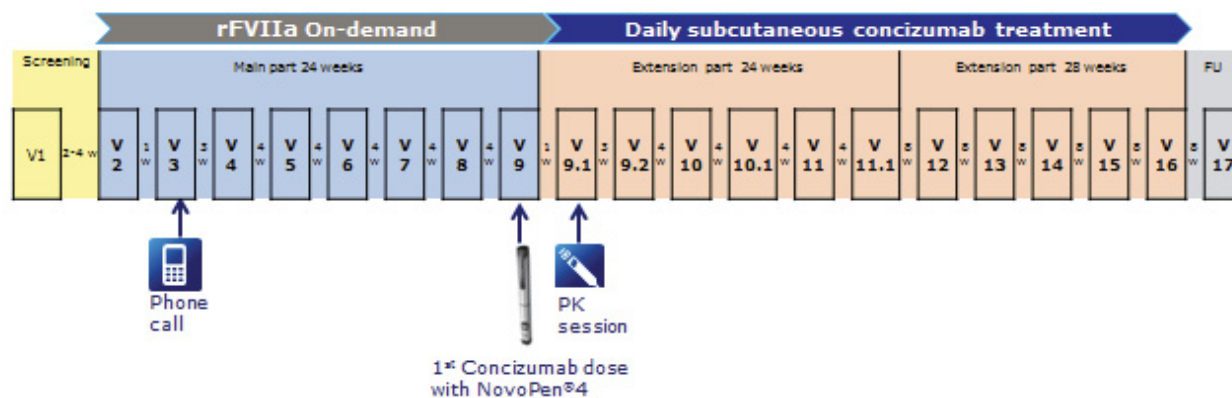 rFVIIa On-demand
Daily subcutaneous concizumab treatment
Screening
Main part 24 weeks
Extension part 24 weeks
Extension part 28 weeks
FU
V1
2-4 w
V 2
1 w
V 3
3 w
V 4
4 w
V 5
4 w
V 6
4 w
V 7
4 w
V 8
4 w
V 9
1 w
V 9.1
3 w
V 9.2
4 w
V 10
4 w
V 10.1
4 w
V 11
4 w
V 11.1
8 w
V 12
8 w
V 13
8 w
V 14
8 w
V 15
8 w
V 16
8 w
V 17
Phone
call
PK
session
1st Concizumab dose
with NovoPen®4